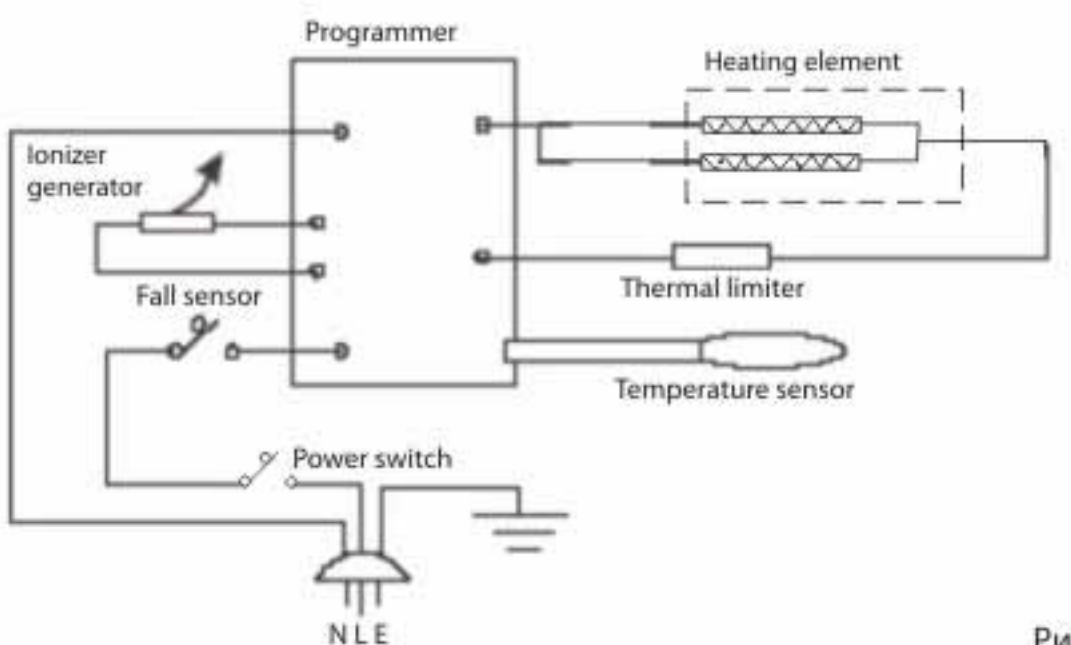 Programmer
Heating element
Ionizer
generator
Fall sensor
Thermal limiter
Temperature sensor
Power switch
N L E